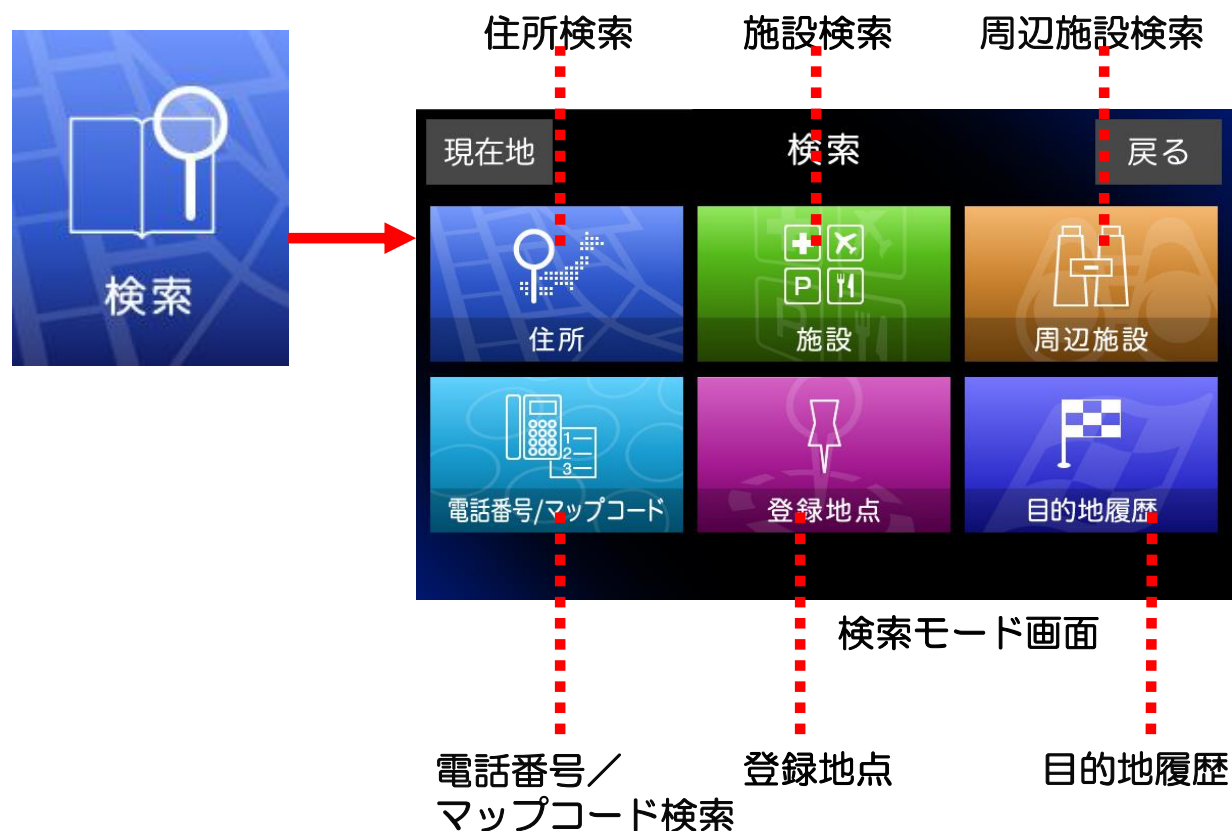 住所検索
施設検索
周辺施設検索
検索
現在地
検索
戻る
住所
施設
P
周辺施設
1
2
3
電話番号/マップコード
登録地点
目的地履歴
検索モード画面
電話番号／
マップコード検索
登録地点
目的地履歴